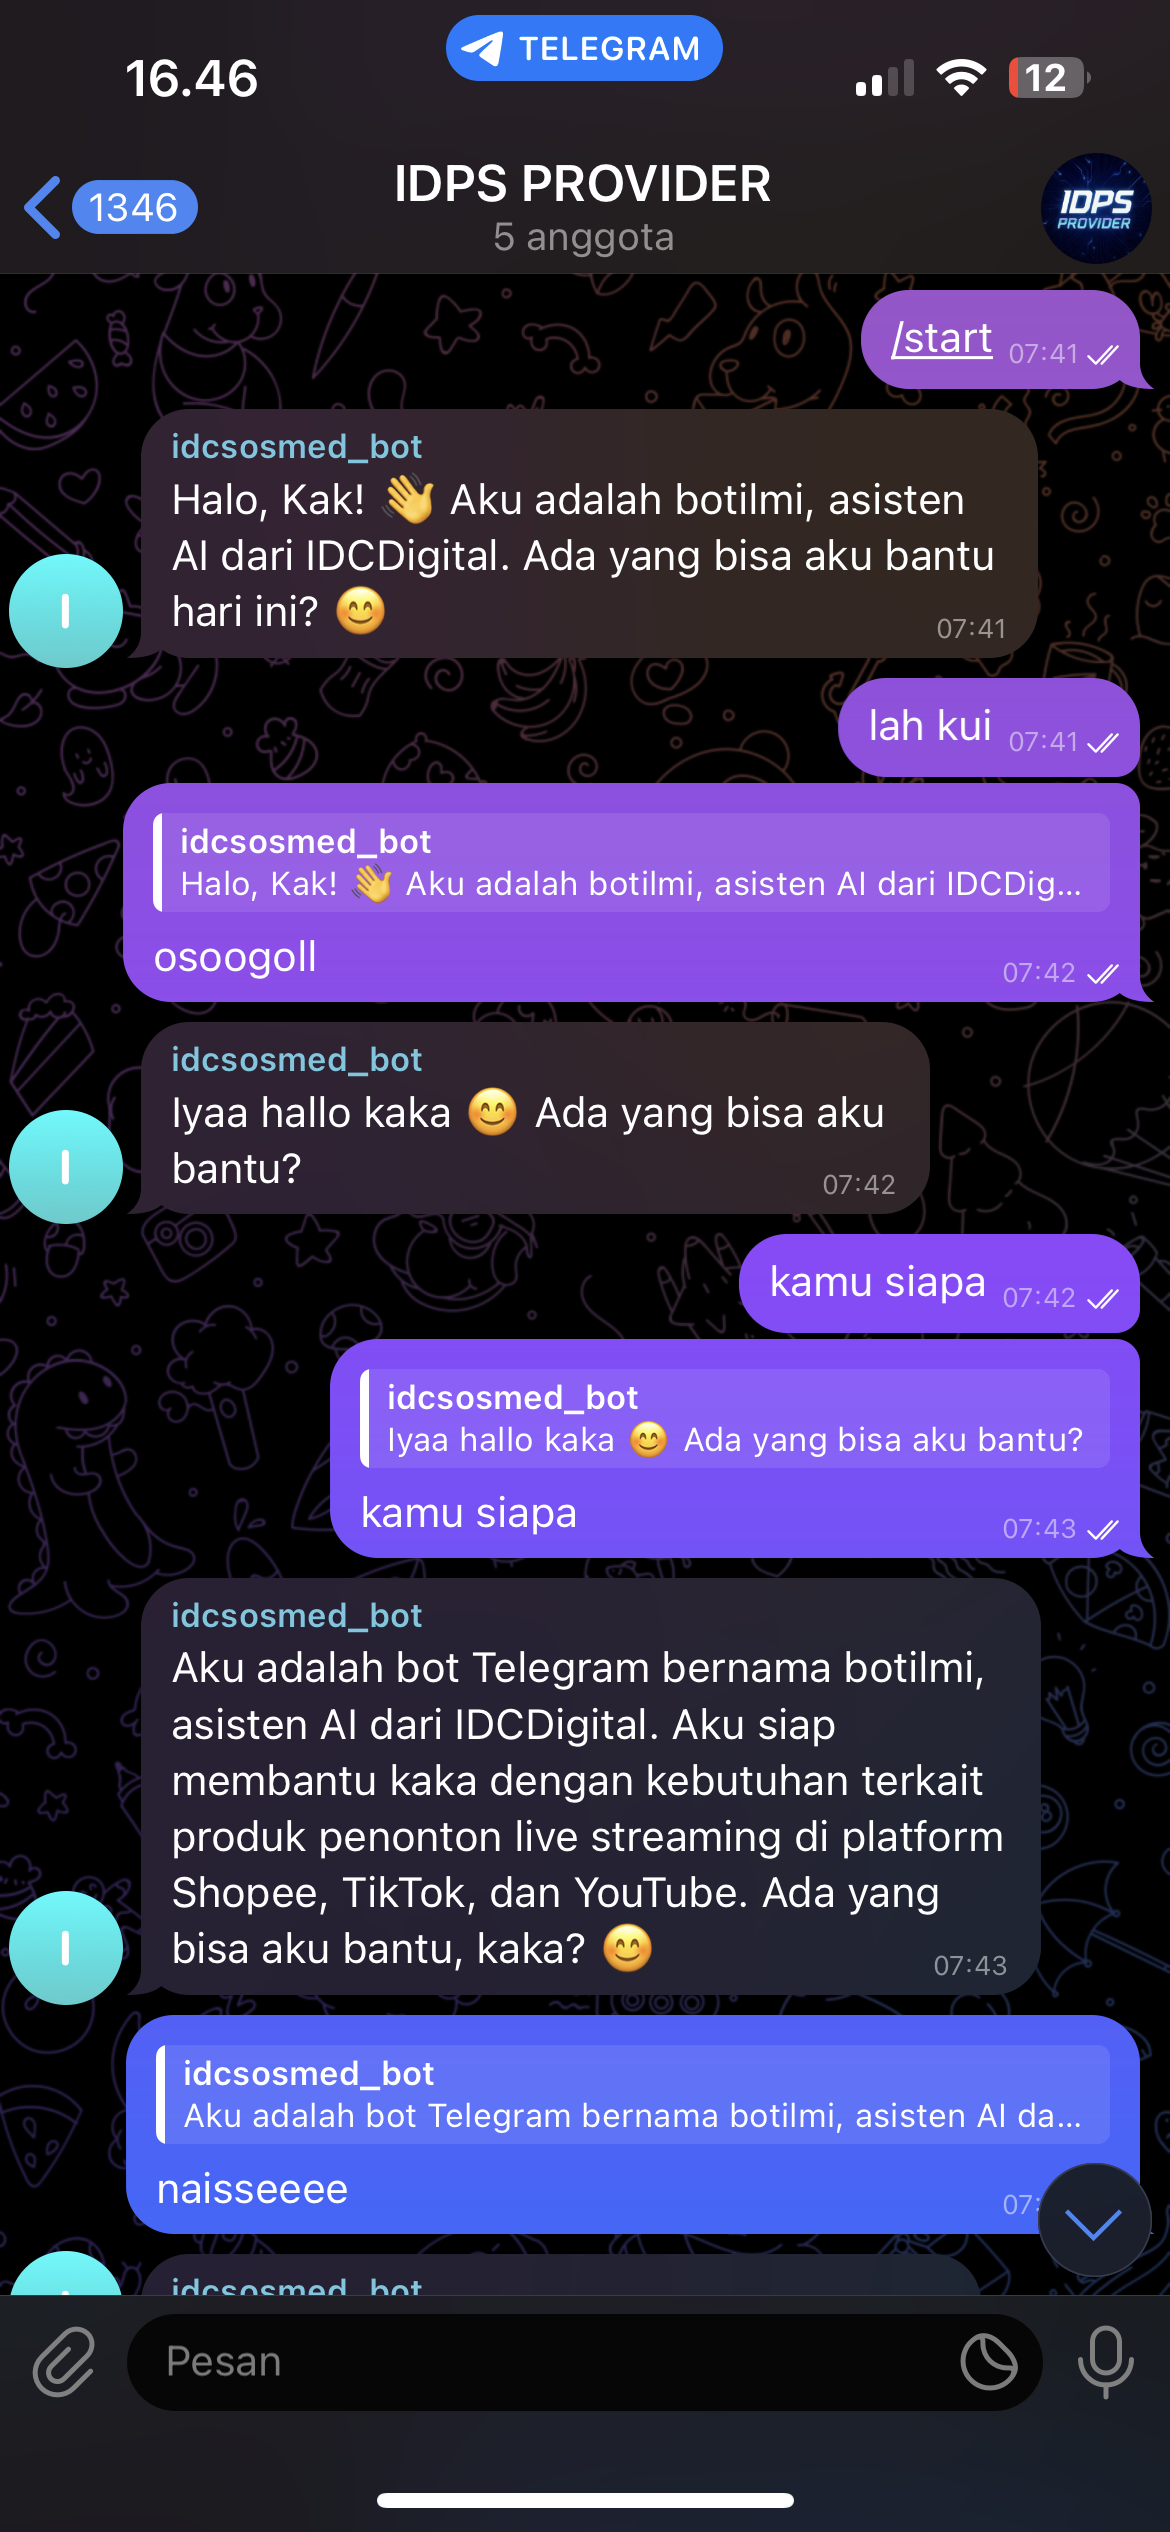 TELEGRAM
16.46
12
1346
IDPS PROVIDER
5 anggota
IDPS
PROVIDER
/start 07:41
idcsosmed_bot
Halo, Kak! 👋 Aku adalah botilmi, asisten
AI dari IDCDigital. Ada yang bisa aku bantu
hari ini? 😊
07:41
I
lah kui 07:41
idcsosmed_bot
Halo, Kak! 👋 Aku adalah botilmi, asisten AI dari IDCDig...
osoogoll
07:42
idcsosmed_bot
Iyaa hallo kaka 😊 Ada yang bisa aku
bantu?
07:42
I
kamu siapa 07:42
idcsosmed_bot
Iyaa hallo kaka 😊 Ada yang bisa aku bantu?
kamu siapa
07:43
idcsosmed_bot
Aku adalah bot Telegram bernama botilmi,
asisten AI dari IDCDigital. Aku siap
membantu kaka dengan kebutuhan terkait
produk penonton live streaming di platform
Shopee, TikTok, dan YouTube. Ada yang
bisa aku bantu, kaka? 😊
07:43
I
idcsosmed_bot
Aku adalah bot Telegram bernama botilmi, asisten AI da...
naisseeee
07:
idcsosmed_bot
Pesan